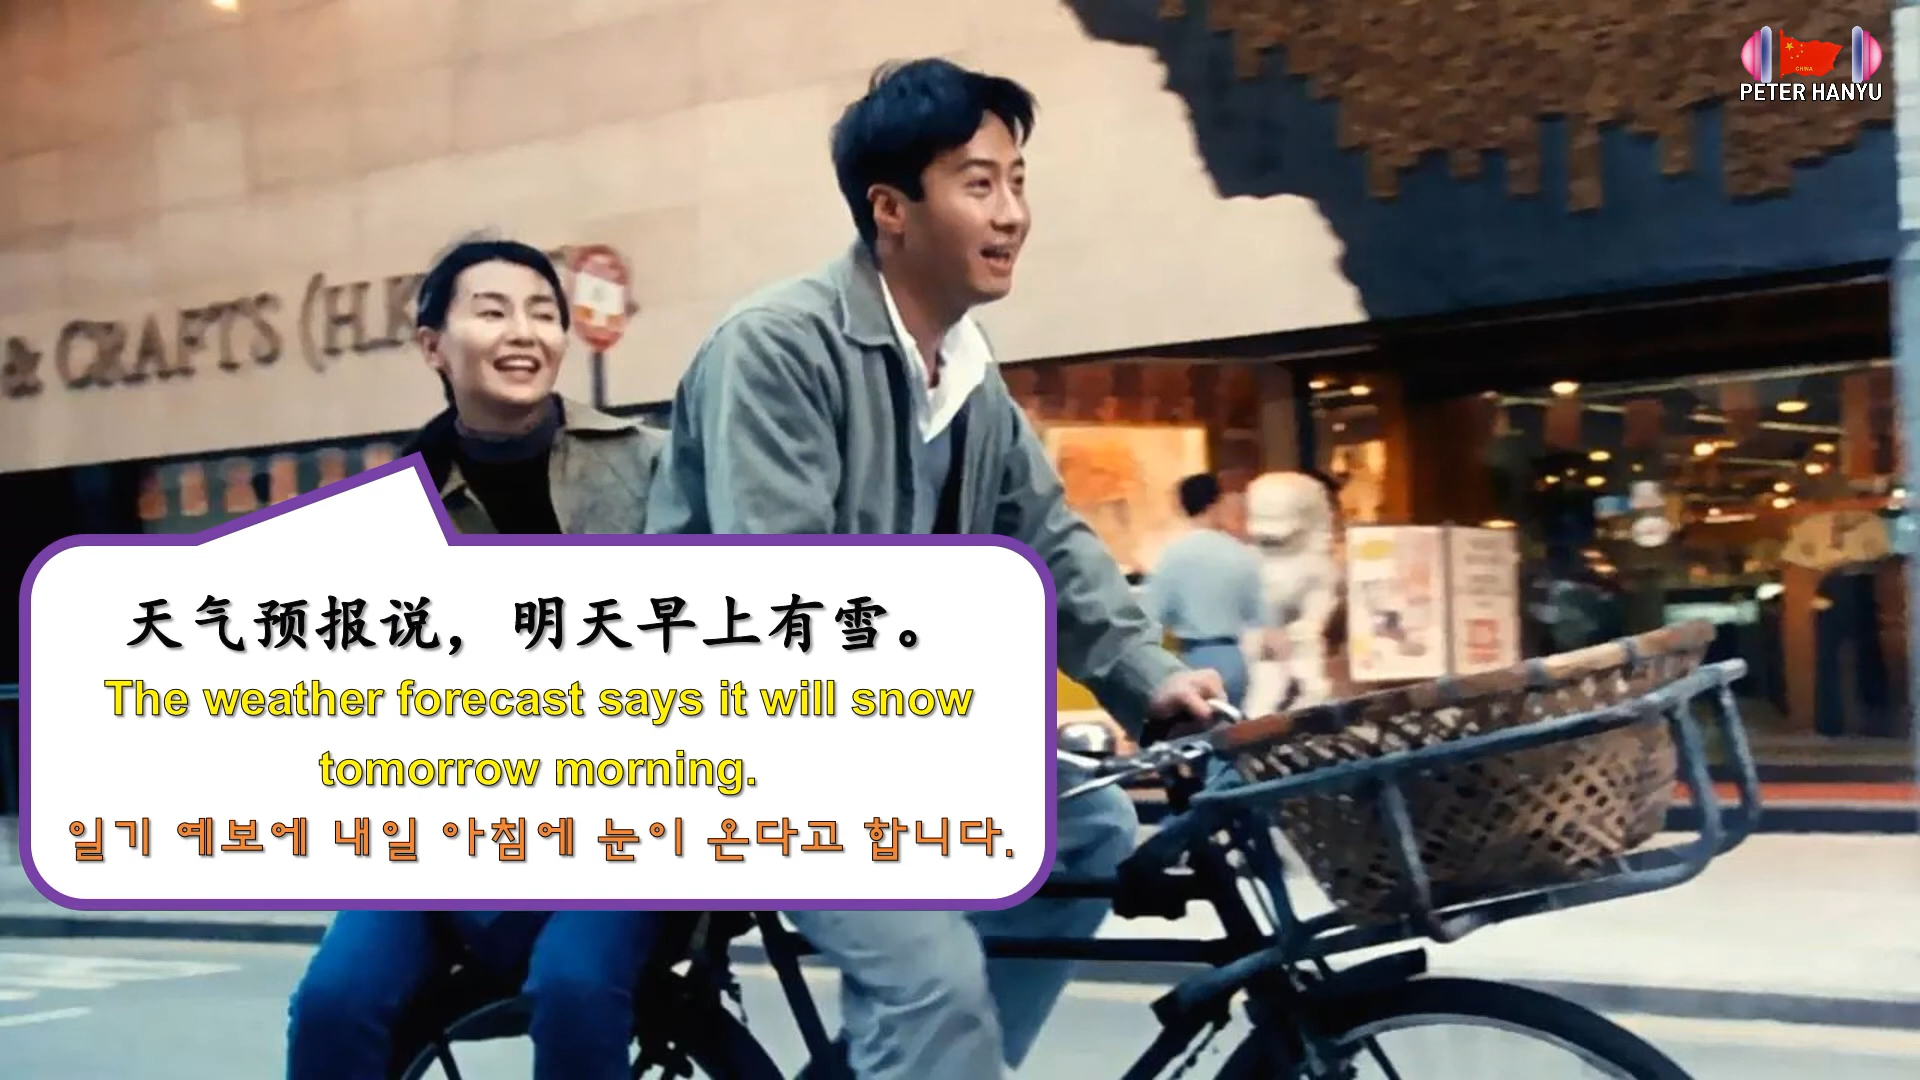 PETER HANYU
CHINA
& CRAFTS (H.K
天气预报说，明天早上有雪。
The weather forecast says it will snow
tomorrow morning.
일기 예보에 내일 아침에 눈이 온다고 합니다.